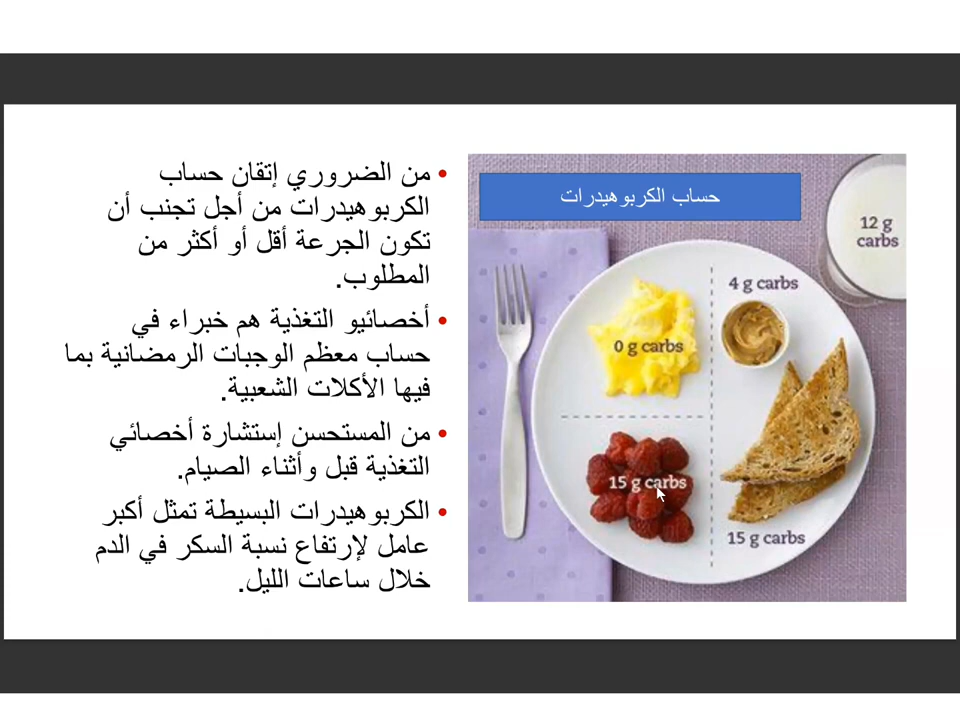 حساب الكربوهيدرات
• من الضروري إتقان حساب
الكربوهيدرات من أجل تجنب أن
تكون الجرعة أقل أو أكثر من
المطلوب.
• أخصائيو التغذية هم خبراء في
حساب معظم الوجبات الرمضانية بما
فيها الأكلات الشعبية.
• من المستحسن إستشارة أخصائي
التغذية قبل وأثناء الصيام.
• الكربوهيدرات البسيطة تمثل أكبر
عامل لإرتفاع نسبة السكر في الدم
خلال ساعات الليل.
12 g
carbs
4 g carbs
0 g carbs
15 g carbs
15 g carbs